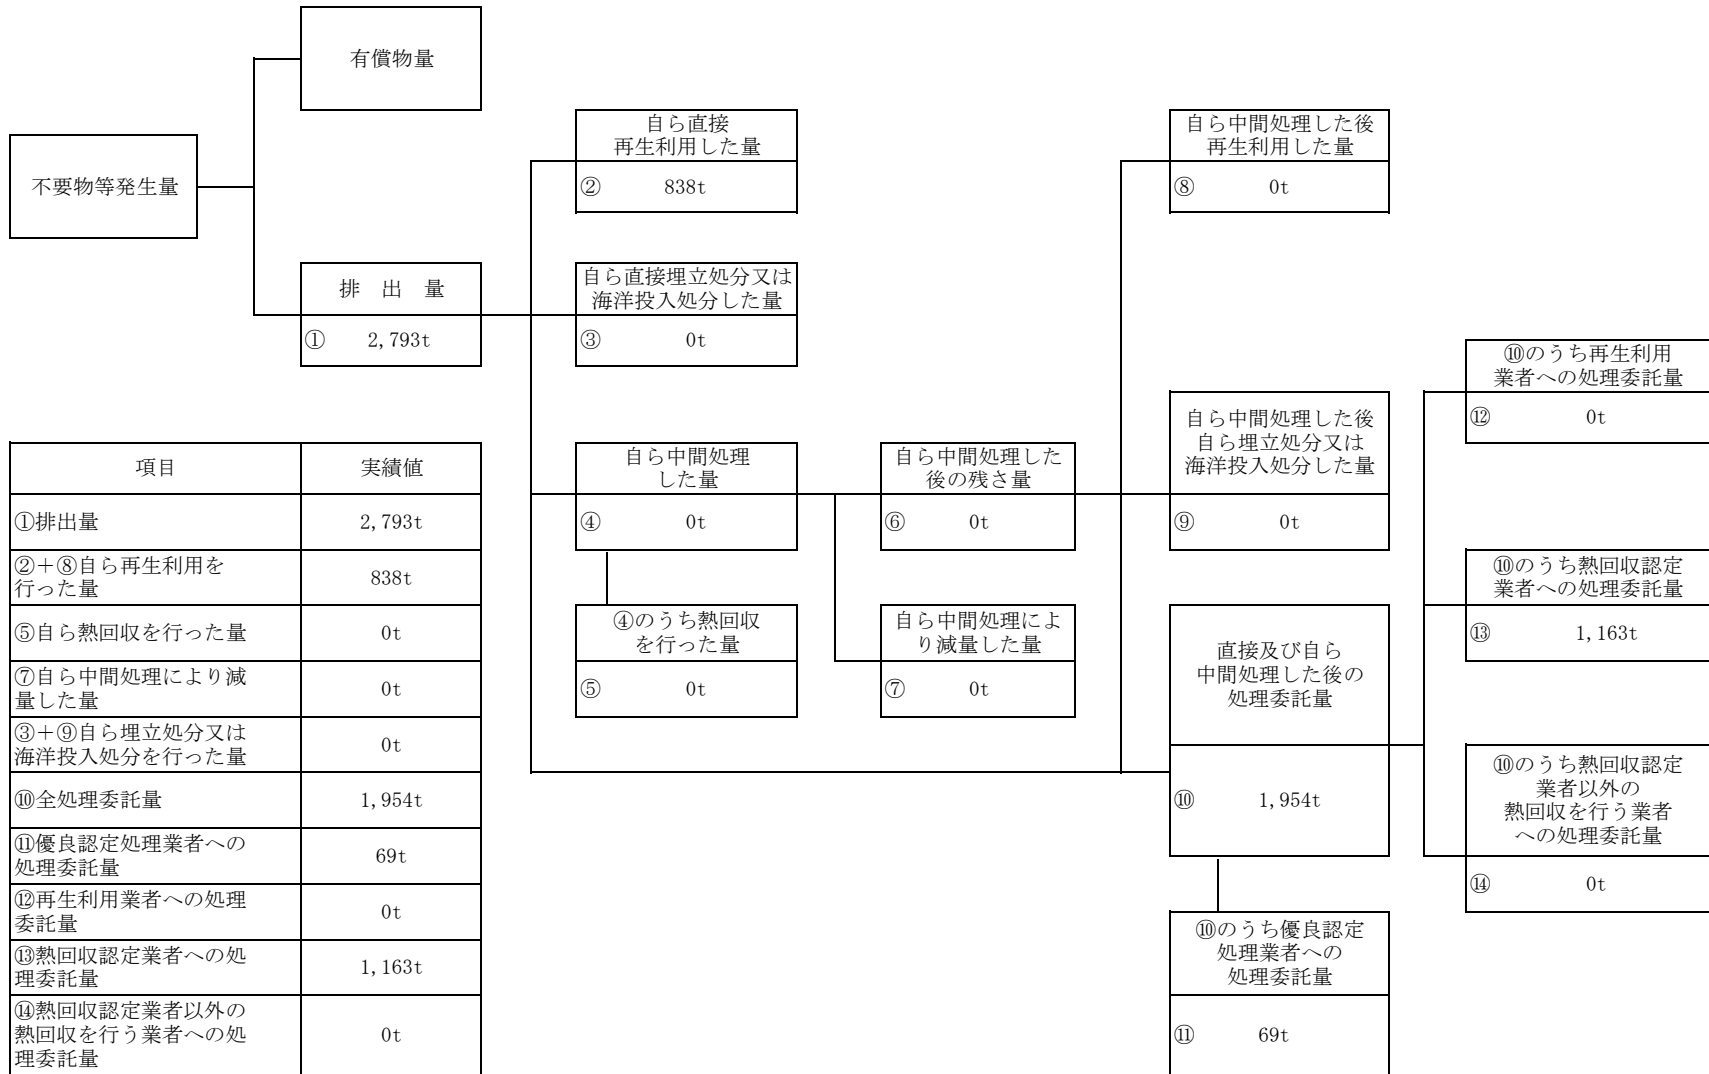 有償物量
不要物等発生量
排　出　量
① 2,793t
自ら直接
再生利用した量
② 838t
自ら直接埋立処分又は
海洋投入処分した量
③ 0t
自ら中間処理
した量
④ 0t
④のうち熱回収
を行った量
⑤ 0t
自ら中間処理した
後の残さ量
⑥ 0t
自ら中間処理によ
り減量した量
⑦ 0t
自ら中間処理した後
再生利用した量
⑧ 0t
自ら中間処理した後
自ら埋立処分又は
海洋投入処分した量
⑨ 0t
直接及び自ら
中間処理した後の
処理委託量
⑩ 1,954t
⑩のうち優良認定
処理業者への
処理委託量
⑪ 69t
⑩のうち再生利用
業者への処理委託量
⑫ 0t
⑩のうち熱回収認定
業者への処理委託量
⑬ 1,163t
⑩のうち熱回収認定
業者以外の
熱回収を行う業者
への処理委託量
⑭ 0t
項目 実績値
①排出量 2,793t
②＋⑧自ら再生利用を
行った量 838t
⑤自ら熱回収を行った量 0t
⑦自ら中間処理により減
量した量 0t
③＋⑨自ら埋立処分又は
海洋投入処分を行った量 0t
⑩全処理委託量 1,954t
⑪優良認定処理業者への
処理委託量 69t
⑫再生利用業者への処理
委託量 0t
⑬熱回収認定業者への処
理委託量 1,163t
⑭熱回収認定業者以外の
熱回収を行う業者への処
理委託量 0t